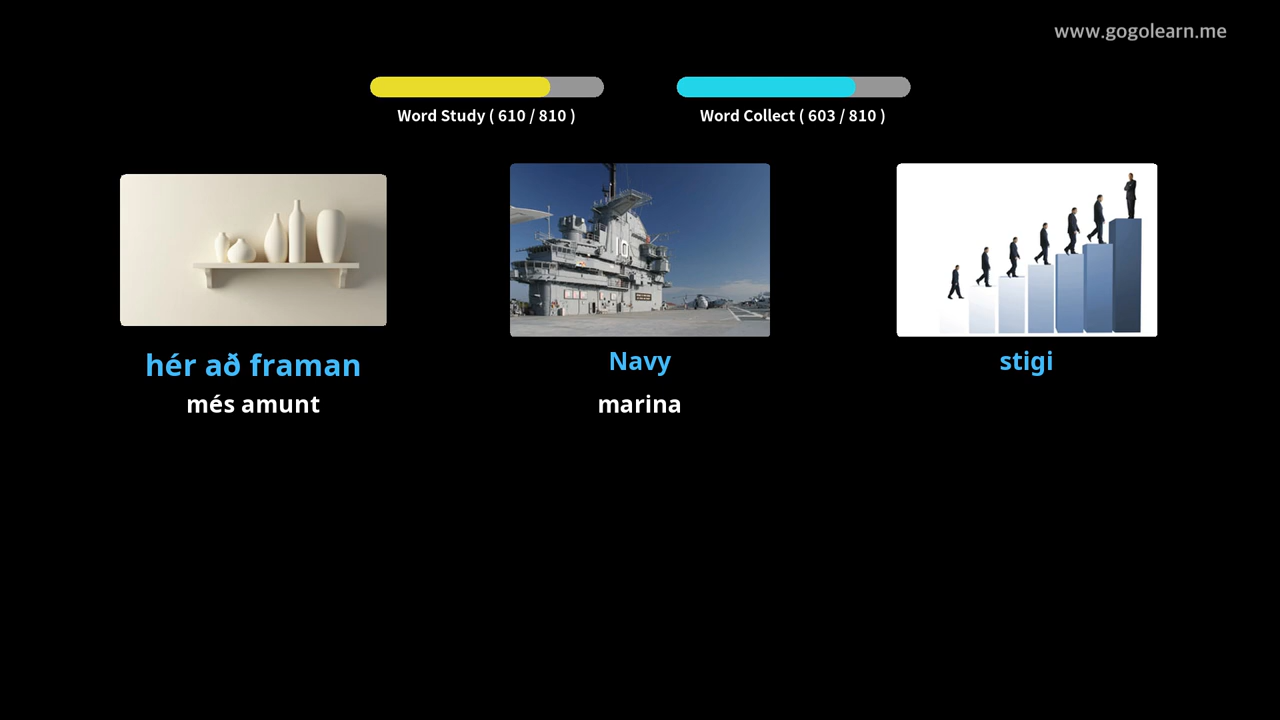 www.gogolearn.me
Word Study ( 610 / 810 )
Word Collect ( 603 / 810 )
10
hér að framan
Navy
stigi
més amunt
marina